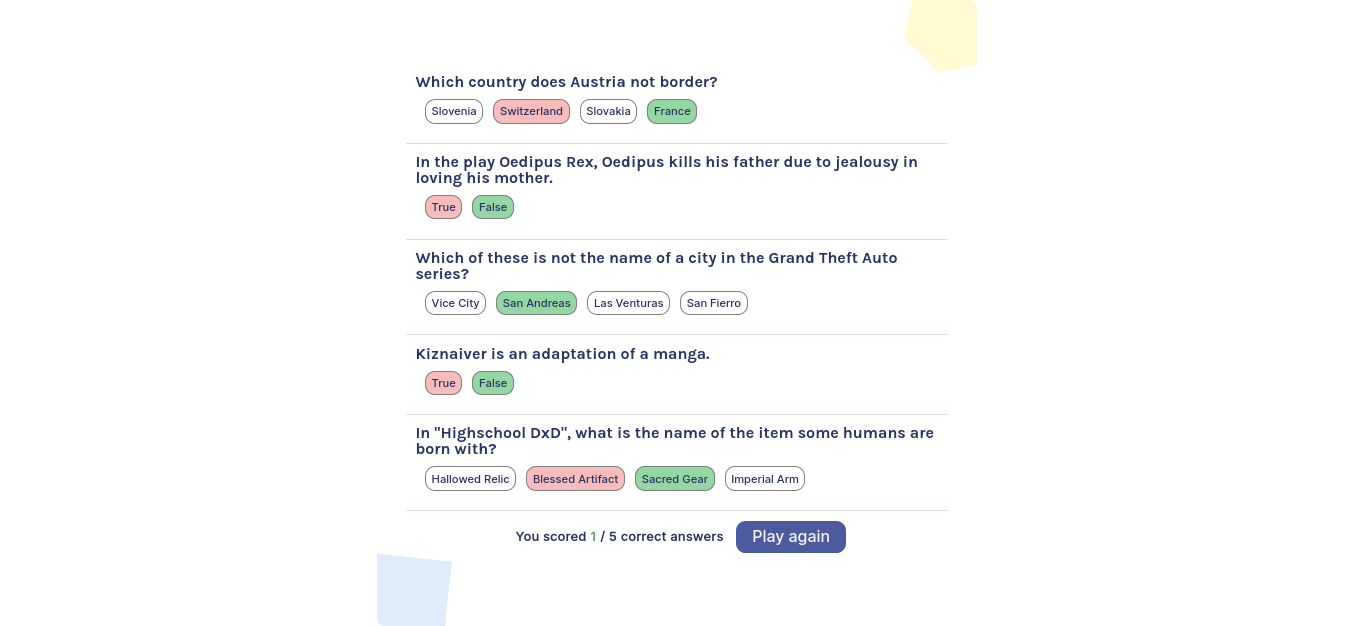 Which country does Austria not border?
Slovenia Switzerland Slovakia France
In the play Oedipus Rex, Oedipus kills his father due to jealousy in
loving his mother.
True False
Which of these is not the name of a city in the Grand Theft Auto
series?
Vice City San Andreas Las Venturas San Fierro
Kiznaiver is an adaptation of a manga.
True False
In "Highschool DxD", what is the name of the item some humans are
born with?
Hallowed Relic Blessed Artifact Sacred Gear Imperial Arm
You scored 1 / 5 correct answers Play again